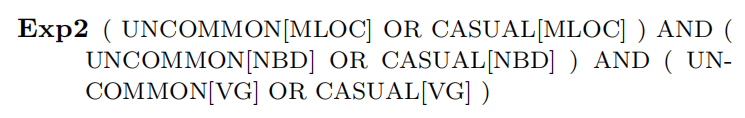 Exp2 ( UNCOMMON[MLOC] OR CASUAL[MLOC] ) AND (
UNCOMMON[NBD] OR CASUAL[NBD] ) AND ( UN-
COMMON[VG] OR CASUAL[VG] )